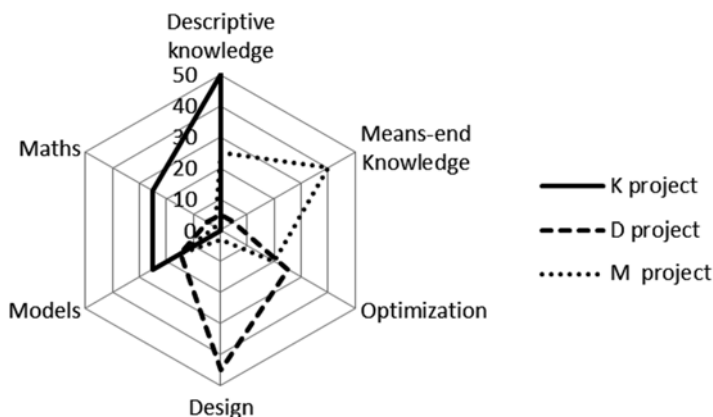 Descriptive
knowledge
50
40
30
20
10
0
Maths
Means-end
Knowledge
K project
D project
M project
Models
Optimization
Design